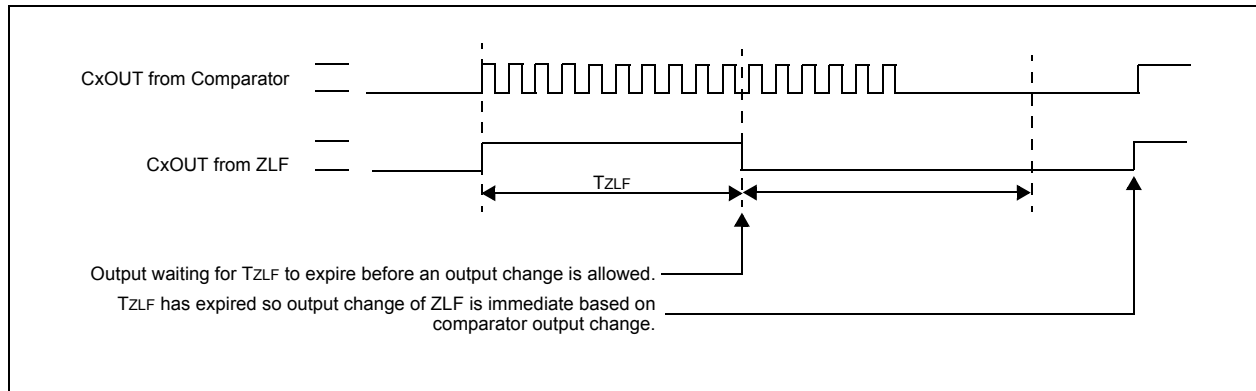 CxOUT from Comparator
CxOUT from ZLF
TZLF
Output waiting for TZLF to expire before an output change is allowed.
TZLF has expired so output change of ZLF is immediate based on
comparator output change.